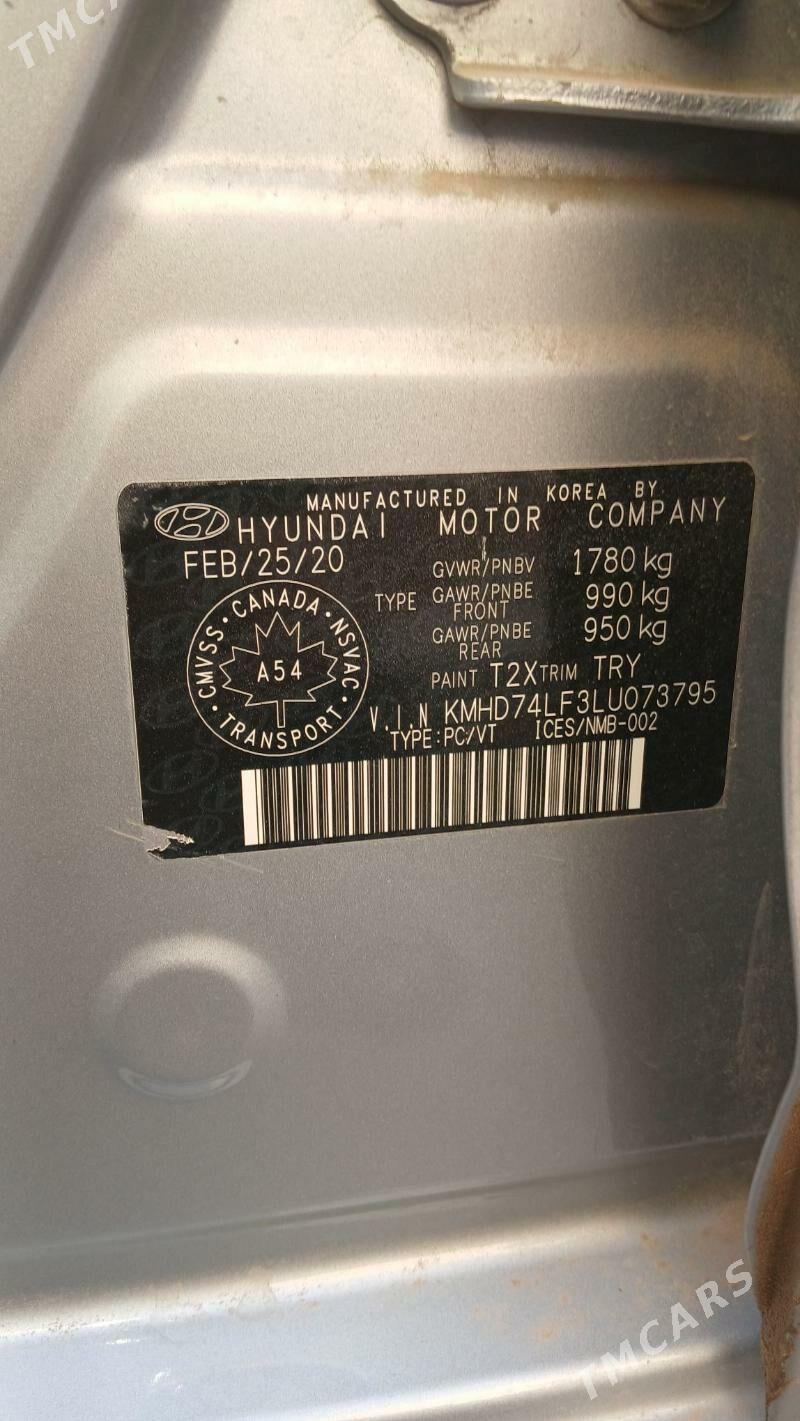 TMCARS
MANUFACTURED IN KOREA BY
HYUNDAI MOTOR COMPANY
FEB/25/20
GVWR/PNBV 1780 kg
TYPE GAWR/PNBE FRONT 990 kg
GAWR/PNBE REAR 950 kg
PAINT T2X TRIM TRY
CMVSS · CANADA · NSVAC · TRANSPORT ·
A54
V.I.N KMHD74LF3LU073795
TYPE:PC/VT ICES/NMB-002
TMCARS